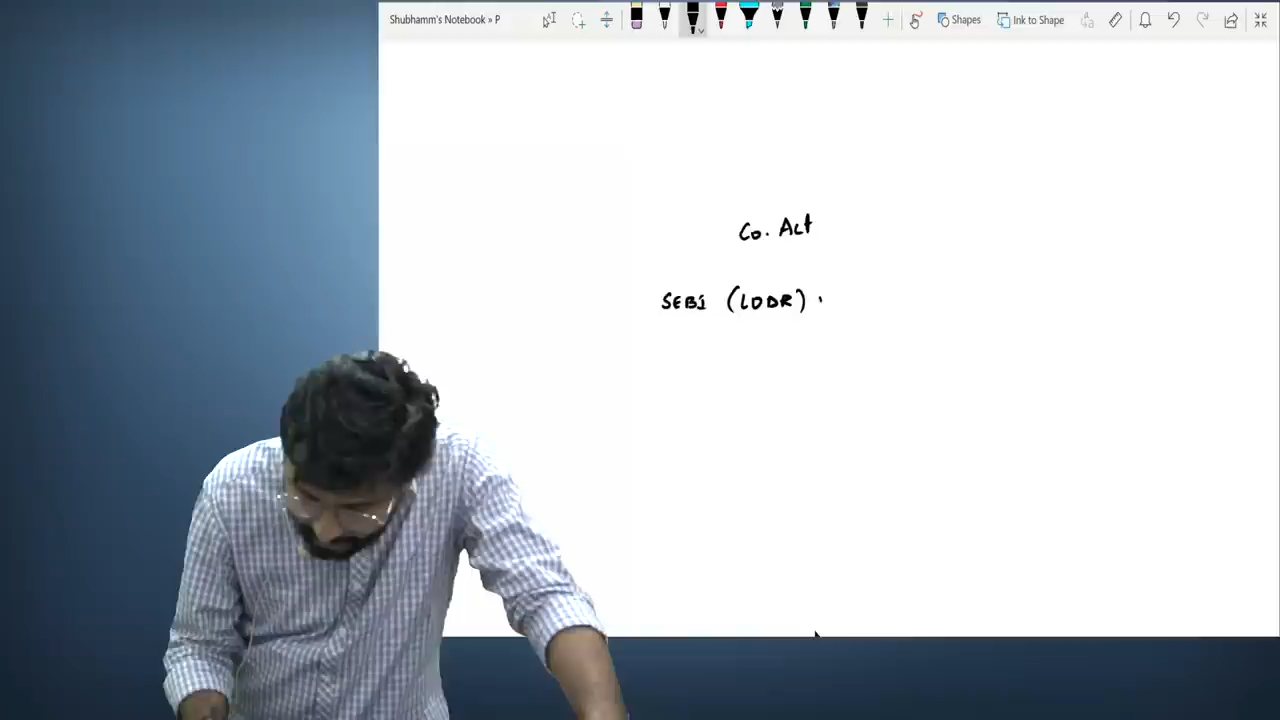 Shubhamm's Notebook » P
Shapes
Ink to Shape
Co. Act
SEBI (LODR)